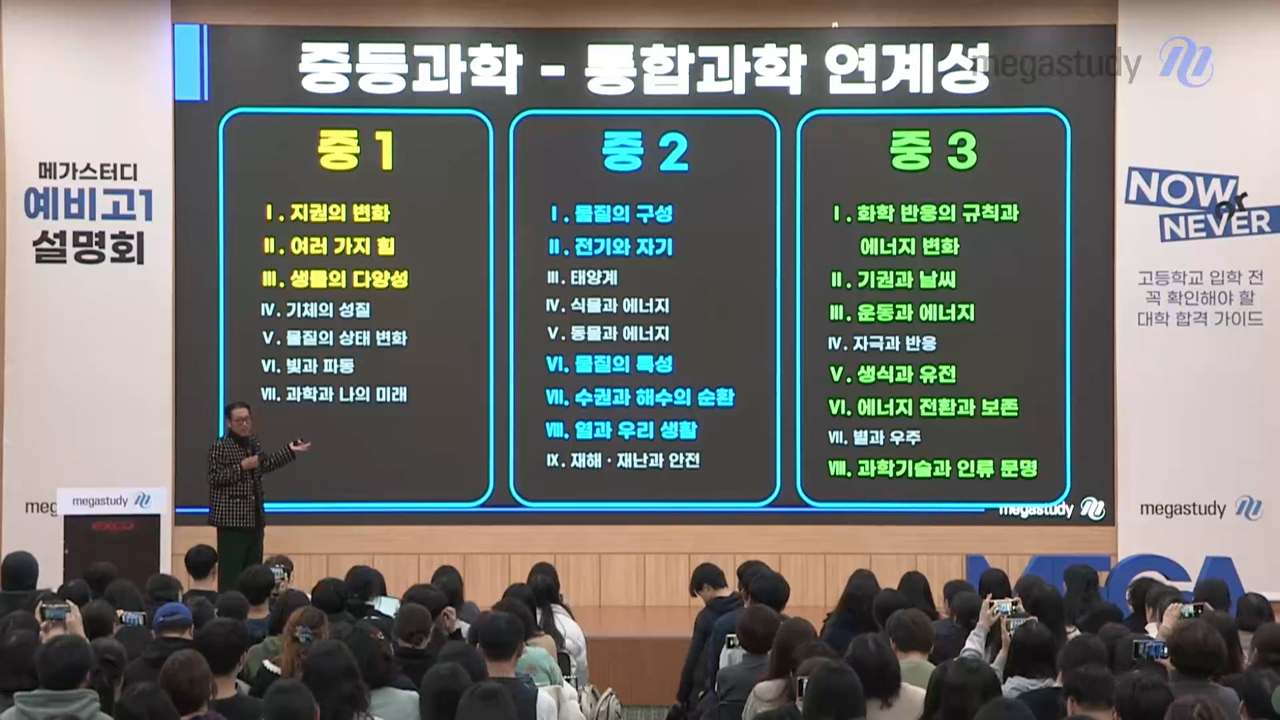 중등과학 - 통합과학 연계성
megastudy
메가스터디
예비고1
설명회
중 1
Ⅰ. 지권의 변화
Ⅱ. 여러 가지 힘
Ⅲ. 생물의 다양성
Ⅳ. 기체의 성질
Ⅴ. 물질의 상태 변화
Ⅵ. 빛과 파동
Ⅶ. 과학과 나의 미래
중 2
Ⅰ. 물질의 구성
Ⅱ. 전기와 자기
Ⅲ. 태양계
Ⅳ. 식물과 에너지
Ⅴ. 동물과 에너지
Ⅵ. 물질의 특성
Ⅶ. 수권과 해수의 순환
Ⅷ. 열과 우리 생활
Ⅸ. 재해 · 재난과 안전
중 3
Ⅰ. 화학 반응의 규칙과
에너지 변화
Ⅱ. 기권과 날씨
Ⅲ. 운동과 에너지
Ⅳ. 자극과 반응
Ⅴ. 생식과 유전
Ⅵ. 에너지 전환과 보존
Ⅶ. 별과 우주
Ⅷ. 과학기술과 인류 문명
megastudy
NOW
or
NEVER
고등학교 입학 전
꼭 확인해야 할
대학 합격 가이드
megastudy
meg
megastudy
EXCO
MEGA